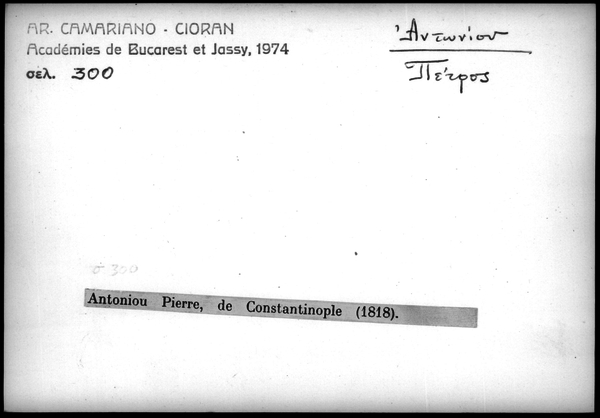 AR. CAMARIANO - CIORAN
Académies de Bucarest et Jassy, 1974
σελ. 300
Ἀντωνίου
Πέτρος
σ 300
Antoniou Pierre, de Constantinople (1818).